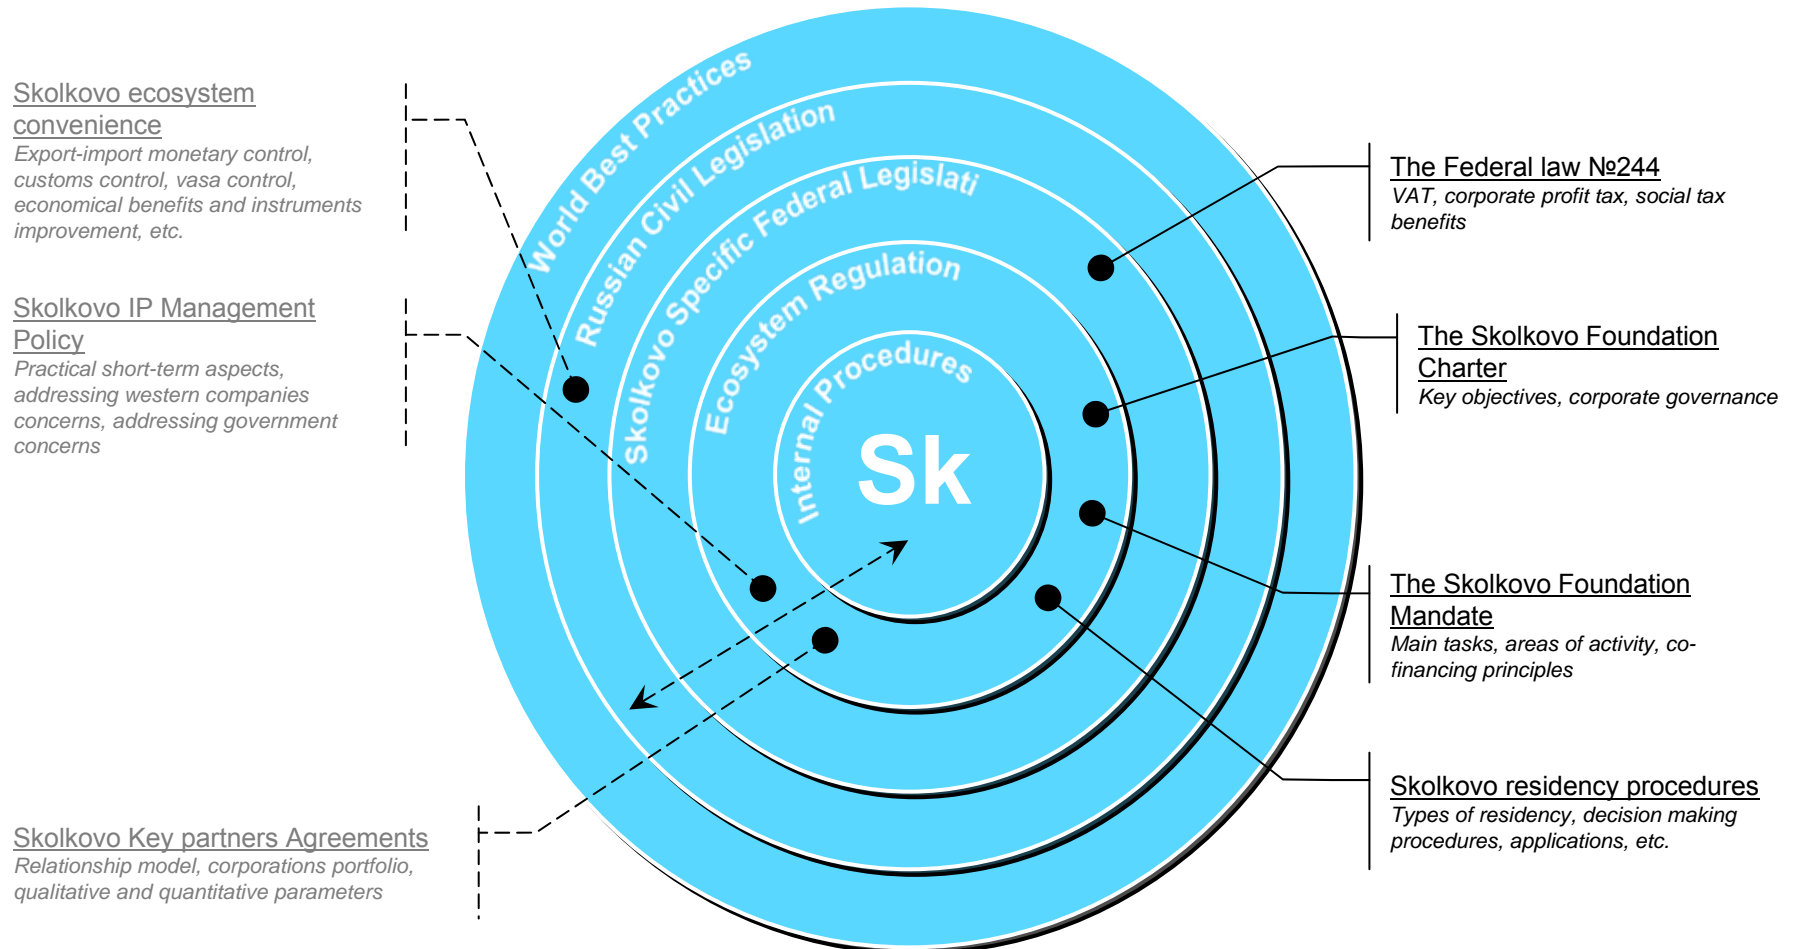 Skolkovo ecosystem
convenience
Export-import monetary control,
customs control, vasa control,
economical benefits and instruments
improvement, etc.
Skolkovo IP Management
Policy
Practical short-term aspects,
addressing western companies
concerns, addressing government
concerns
Skolkovo Key partners Agreements
Relationship model, corporations portfolio,
qualitative and quantitative parameters
World Best Practices
Russian Civil Legislation
Skolkovo Specific Federal Legislati
Ecosystem Regulation
Internal Procedures
Sk
The Federal law №244
VAT, corporate profit tax, social tax
benefits
The Skolkovo Foundation
Charter
Key objectives, corporate governance
The Skolkovo Foundation
Mandate
Main tasks, areas of activity, co-
financing principles
Skolkovo residency procedures
Types of residency, decision making
procedures, applications, etc.